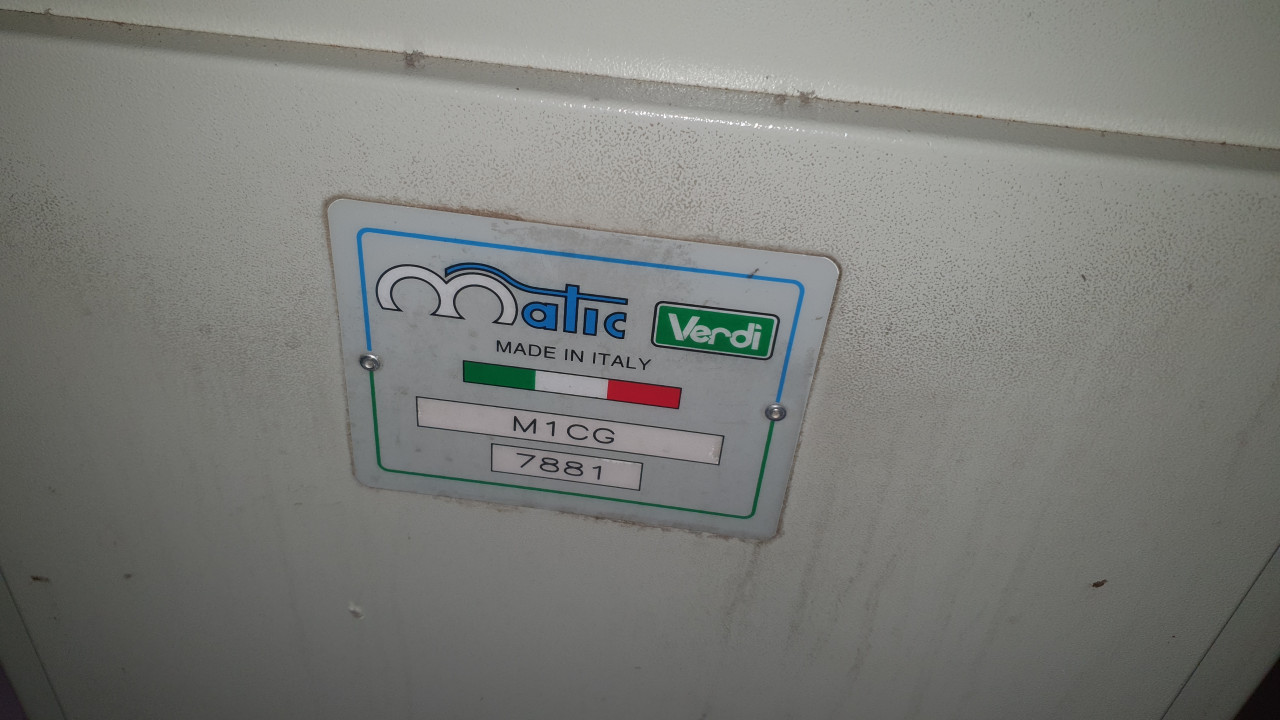 matic Verdi
MADE IN ITALY
M1CG
7881